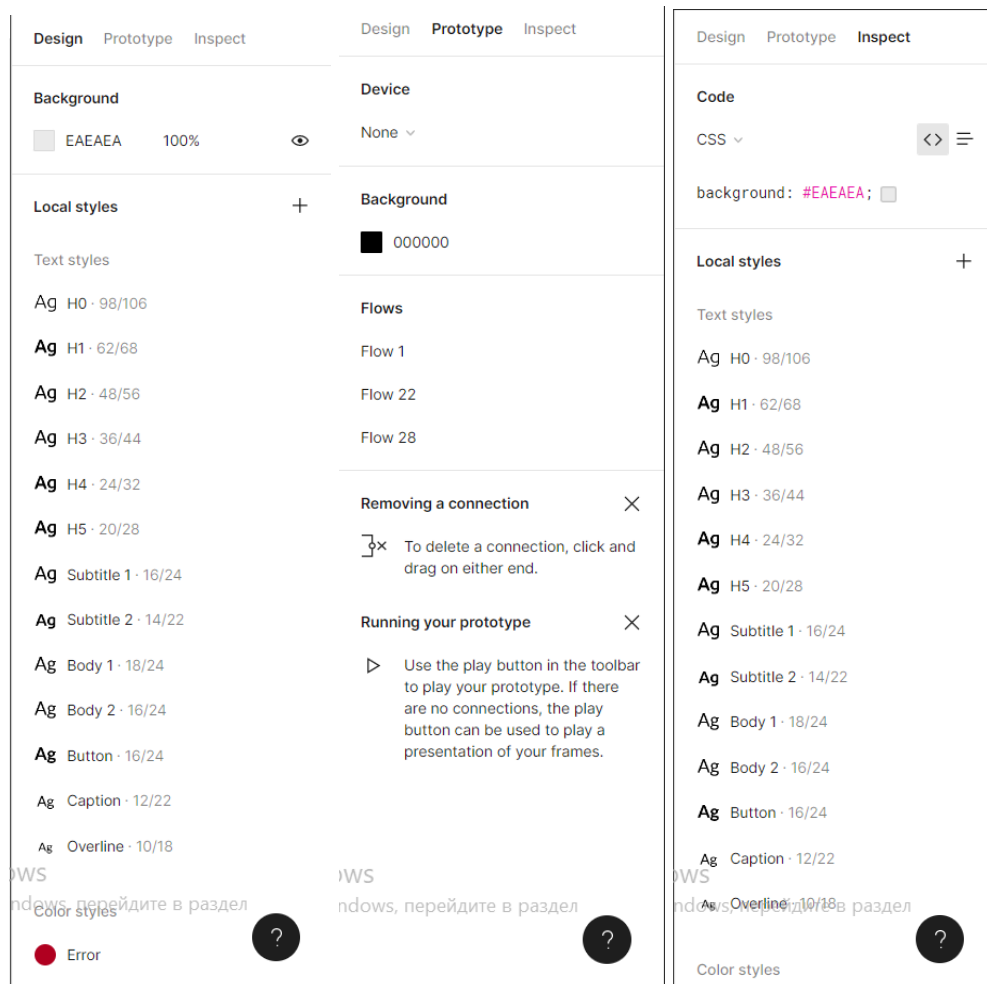 Design Prototype Inspect
Background
EAEAEA 100%
Local styles
Text styles
Ag H0 · 98/106
Ag H1 · 62/68
Ag H2 · 48/56
Ag H3 · 36/44
Ag H4 · 24/32
Ag H5 · 20/28
Ag Subtitle 1 · 16/24
Ag Subtitle 2 · 14/22
Ag Body 1 · 18/24
Ag Body 2 · 16/24
Ag Button · 16/24
Ag Caption · 12/22
Ag Overline · 10/18
ows
ndows, перейдите в раздел
Color styles
?
Error
Design Prototype Inspect
Device
None
Background
000000
Flows
Flow 1
Flow 22
Flow 28
Removing a connection
To delete a connection, click and
drag on either end.
Running your prototype
Use the play button in the toolbar
to play your prototype. If there
are no connections, the play
button can be used to play a
presentation of your frames.
ows
ndows, перейдите в раздел
?
Design Prototype Inspect
Code
CSS
background: #EAEAEA;
Local styles
Text styles
Ag H0 · 98/106
Ag H1 · 62/68
Ag H2 · 48/56
Ag H3 · 36/44
Ag H4 · 24/32
Ag H5 · 20/28
Ag Subtitle 1 · 16/24
Ag Subtitle 2 · 14/22
Ag Body 1 · 18/24
Ag Body 2 · 16/24
Ag Button · 16/24
Ag Caption · 12/22
ows
Ag Overline · 10/18
ndows, перейдите в раздел
?
Color styles